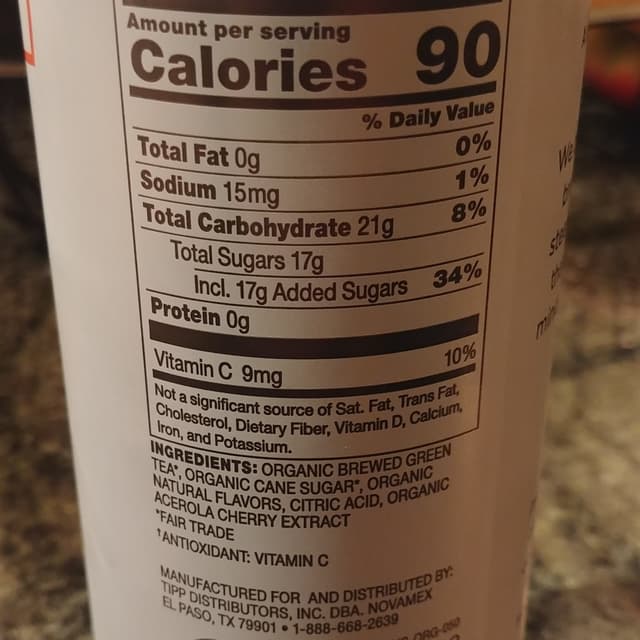 Amount per serving
Calories 90
% Daily Value
Total Fat 0g 0%
Sodium 15mg 1%
Total Carbohydrate 21g 8%
Total Sugars 17g
Incl. 17g Added Sugars 34%
Protein 0g
Vitamin C 9mg 10%
Not a significant source of Sat. Fat, Trans Fat,
Cholesterol, Dietary Fiber, Vitamin D, Calcium,
Iron, and Potassium.
INGREDIENTS: ORGANIC BREWED GREEN
TEA*, ORGANIC CANE SUGAR*, ORGANIC
NATURAL FLAVORS, CITRIC ACID, ORGANIC
ACEROLA CHERRY EXTRACT
*FAIR TRADE
†ANTIOXIDANT: VITAMIN C
MANUFACTURED FOR AND DISTRIBUTED BY:
TIPP DISTRIBUTORS, INC. DBA. NOVAMEX
EL PASO, TX 79901 • 1-888-668-2639
We